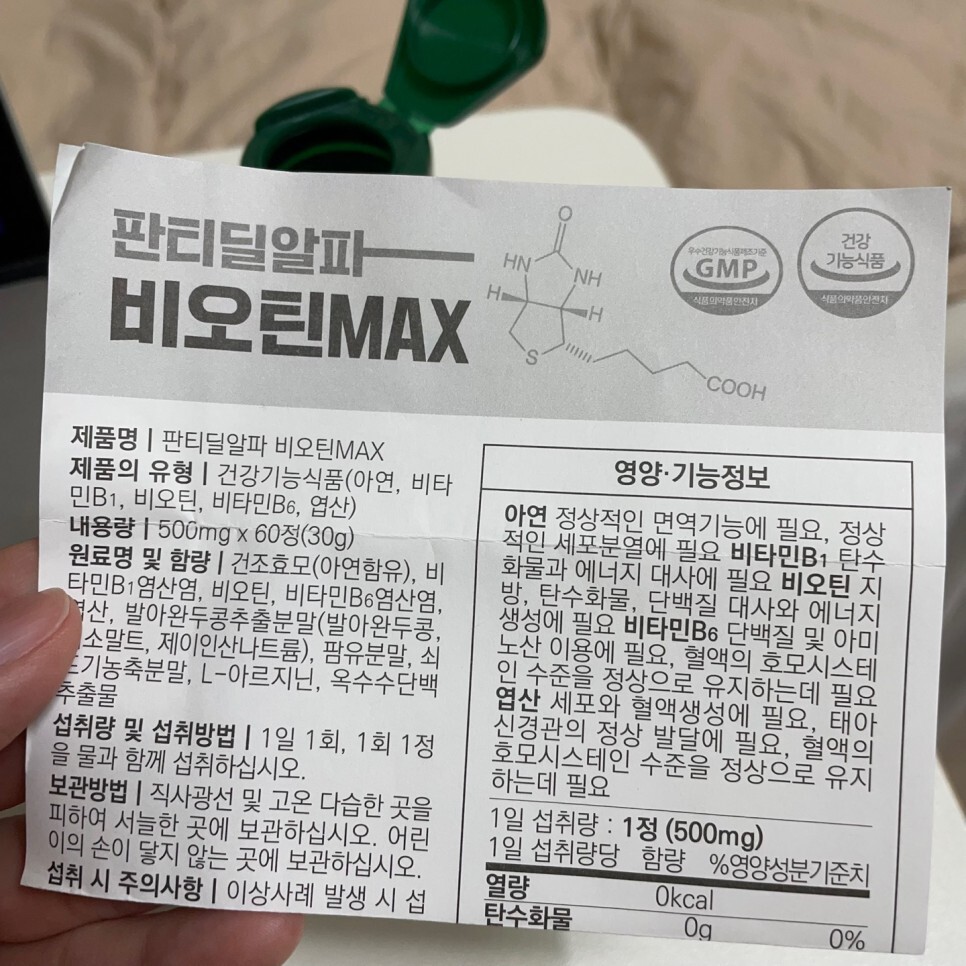 판티딜알파
비오틴MAX
O
HN
NH
H
H
S
COOH
우수건강기능식품제조기준
GMP
식품의약품안전처
건강
기능식품
식품의약품안전처
제품명 | 판티딜알파 비오틴MAX
제품의 유형 | 건강기능식품(아연, 비타
민B1, 비오틴, 비타민B6, 엽산)
내용량 | 500mg x 60정(30g)
원료명 및 함량 | 건조효모(아연함유), 비
타민B1염산염, 비오틴, 비타민B6염산염,
엽산, 발아완두콩추출분말(발아완두콩,
소말트, 제이인산나트륨), 팜유분말, 쇠
뜨기농축분말, L-아르지닌, 옥수수단백
추출물
섭취량 및 섭취방법 | 1일 1회, 1회 1정
을 물과 함께 섭취하십시오.
보관방법 | 직사광선 및 고온 다습한 곳을
피하여 서늘한 곳에 보관하십시오. 어린
이의 손이 닿지 않는 곳에 보관하십시오.
섭취 시 주의사항 | 이상사례 발생 시 섭
영양·기능정보
아연 정상적인 면역기능에 필요, 정상
적인 세포분열에 필요 비타민B1 탄수
화물과 에너지 대사에 필요 비오틴 지
방, 탄수화물, 단백질 대사와 에너지
생성에 필요 비타민B6 단백질 및 아미
노산 이용에 필요, 혈액의 호모시스테
인 수준을 정상으로 유지하는데 필요
엽산 세포와 혈액생성에 필요, 태아
신경관의 정상 발달에 필요, 혈액의
호모시스테인 수준을 정상으로 유지
하는데 필요
1일 섭취량 : 1정 (500mg)
1일 섭취량당 함량 %영양성분기준치
열량 0kcal
탄수화물 0g 0%